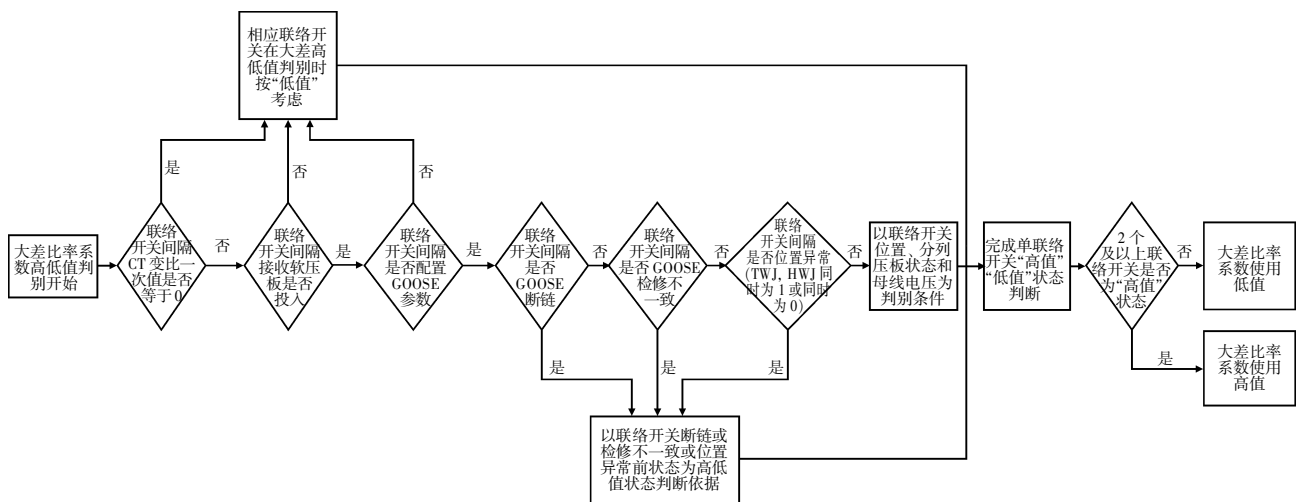 相应联络开
关在大差高
低值判别时
按“低值”
考虑
是
否
否
大差比率系
数高低值判
别开始
联络
开关间隔
CT 变比一
次值是否
等于 0
否
联络
开关间隔
接收软压
板是否
投入
是
联络
开关间隔
是否配置
GOOSE
参数
是
联络
开关间隔
是否
GOOSE
断链
否
联络
开关间隔
是否 GOOSE
检修不
一致
否
联络
开关间隔
是否位置异常
(TWJ, HWJ 同
时为 1 或同时
为 0)
否
以联络开关
位置、分列
压板状态和
母线电压为
判别条件
完成单联络
开关“高值”
“低值”状态
判断
2 个
及以上联
络开关是否
为“高值”
状态
否
大差比率
系数使用
低值
是
大差比率
系数使用
高值
是
是
是
以联络开关断链或
检修不一致或位置
异常前状态为高低
值状态判断依据